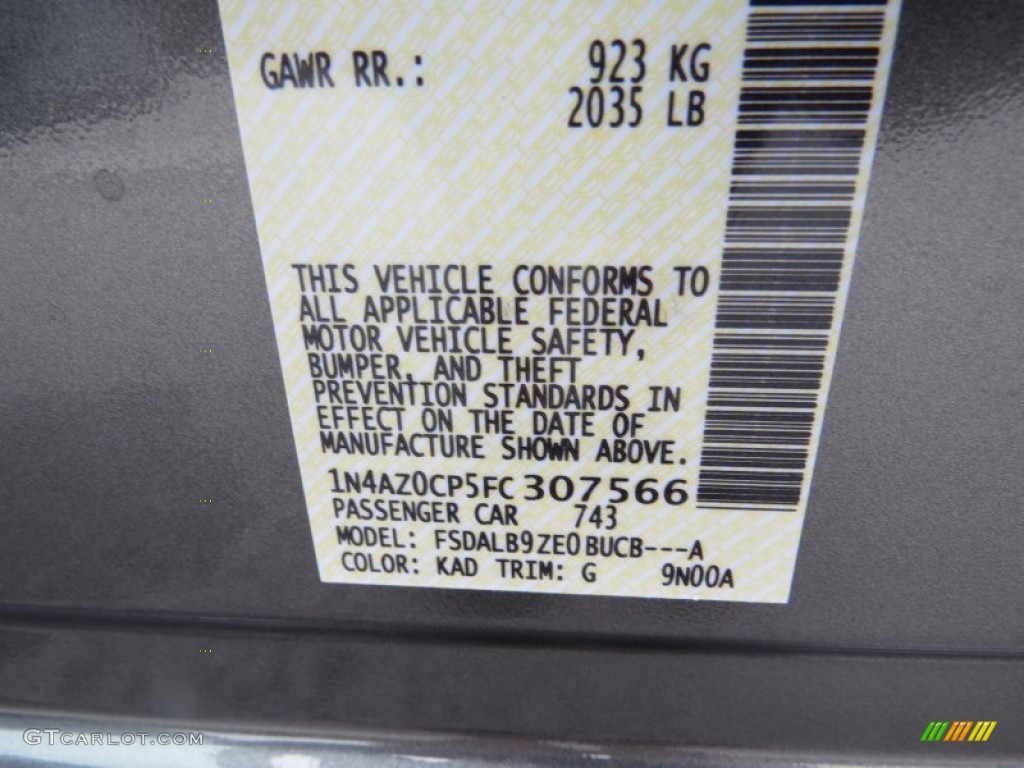 GAWR RR.: 923 KG
2035 LB
THIS VEHICLE CONFORMS TO
ALL APPLICABLE FEDERAL
MOTOR VEHICLE SAFETY,
BUMPER, AND THEFT
PREVENTION STANDARDS IN
EFFECT ON THE DATE OF
MANUFACTURE SHOWN ABOVE.
1N4AZ0CP5FC307566
PASSENGER CAR 743
MODEL: FSDALB9ZE0BUCB---A
COLOR: KAD TRIM: G 9N00A
GTCARLOT.COM